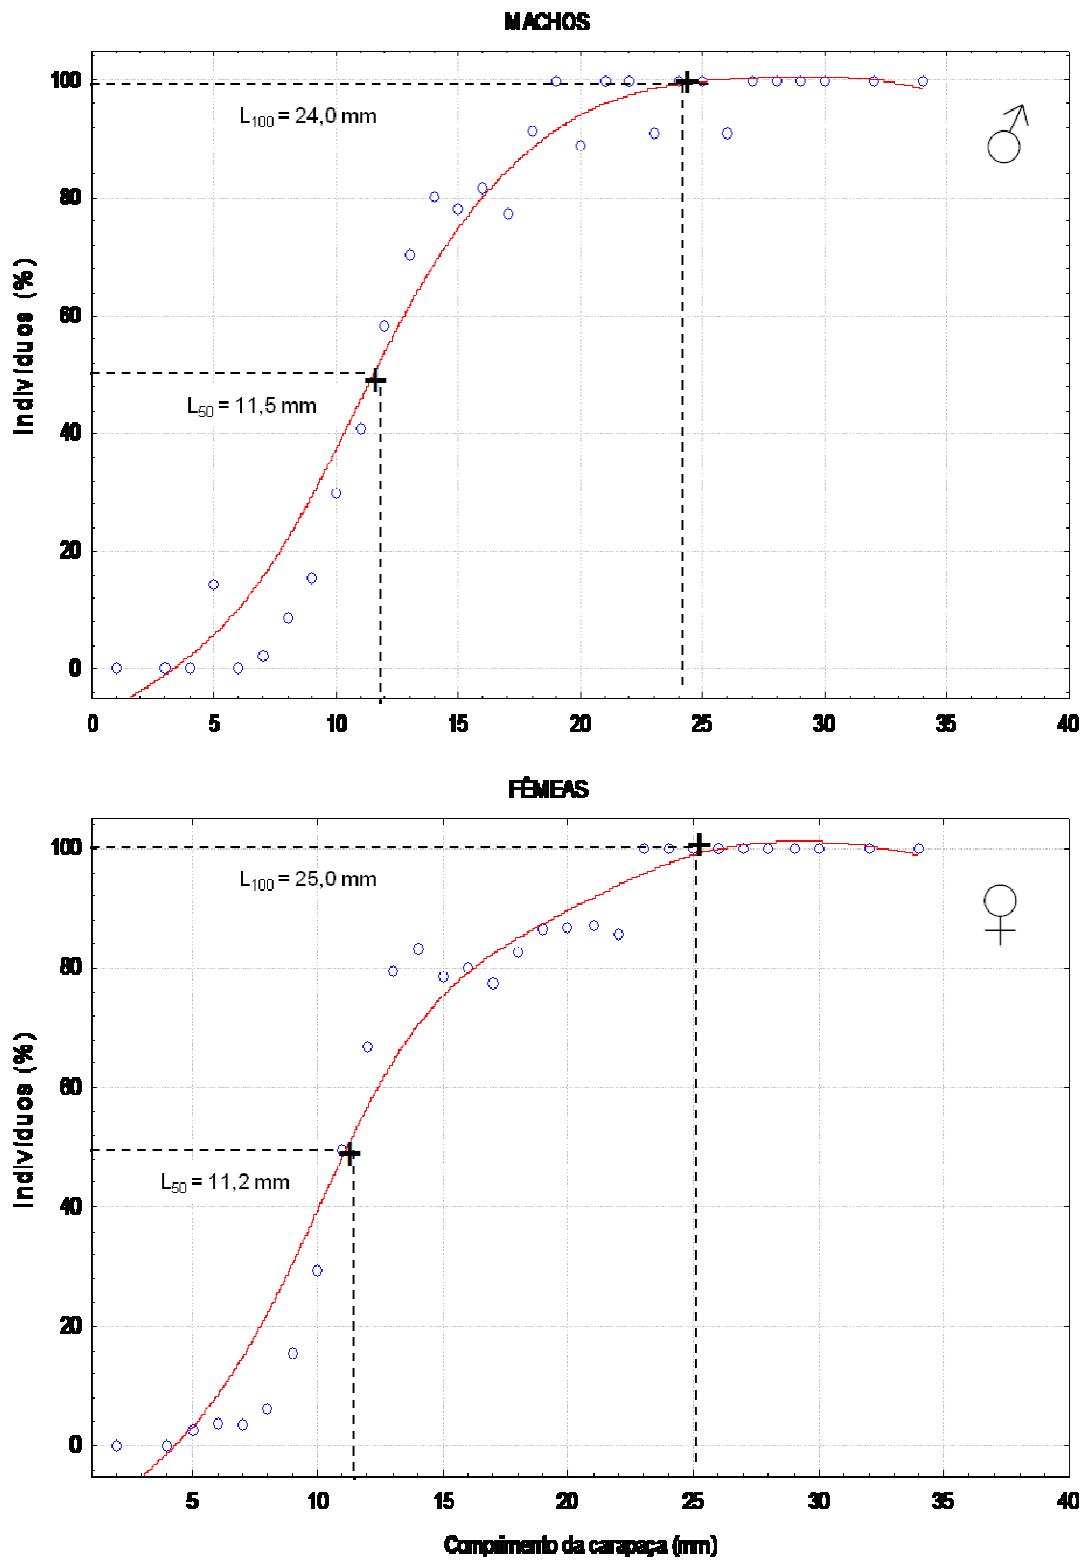 MACHOS
100
L100 = 24,0 mm
80
60
L50 = 11,5 mm
40
20
0
Indivíduos (%)
0 5 10 15 20 25 30 35 40
FÊMEAS
100
L100 = 25,0 mm
80
60
L50 = 11,2 mm
40
20
0
Indivíduos (%)
5 10 15 20 25 30 35 40
Comprimento da carapaça (mm)